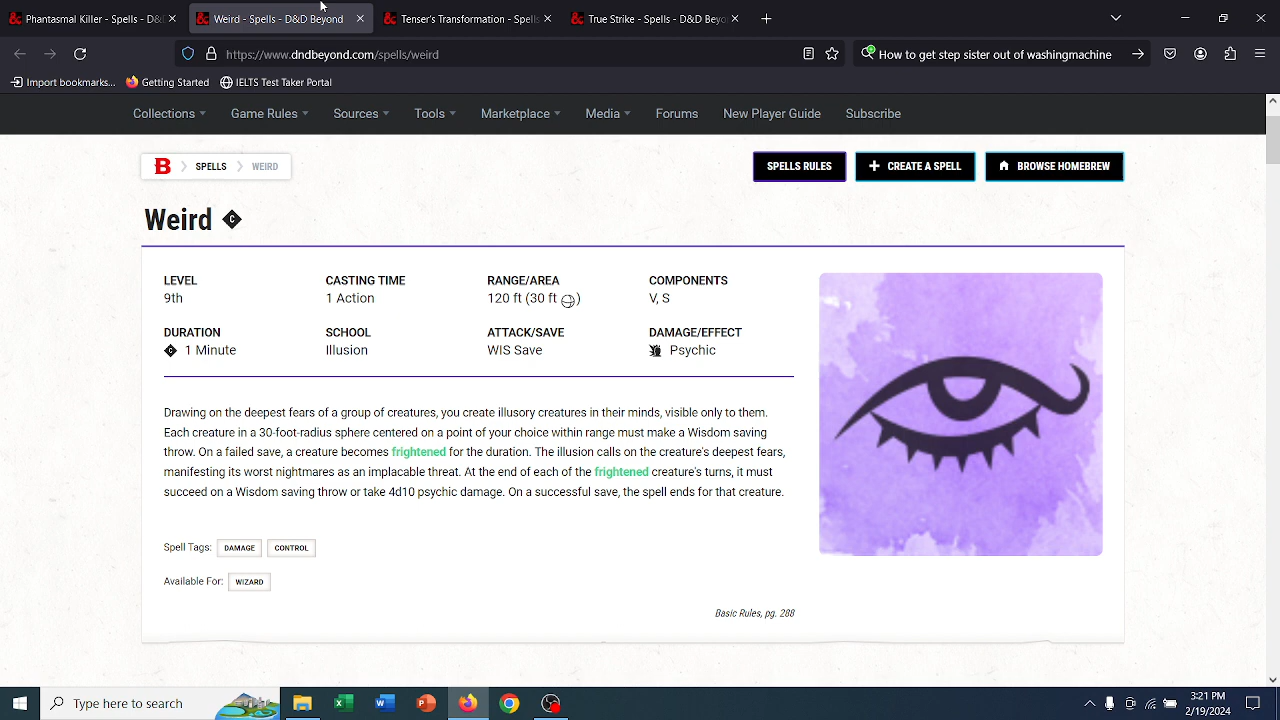 Phantasmal Killer - Spells - D&D
Weird - Spells - D&D Beyond
Tenser's Transformation - Spells
True Strike - Spells - D&D Beyond
https://www.dndbeyond.com/spells/weird
How to get step sister out of washingmachine
Import bookmarks...
Getting Started
IELTS Test Taker Portal
Collections
Game Rules
Sources
Tools
Marketplace
Media
Forums
New Player Guide
Subscribe
B
SPELLS
WEIRD
SPELLS RULES
CREATE A SPELL
BROWSE HOMEBREW
Weird C
LEVEL
9th
CASTING TIME
1 Action
RANGE/AREA
120 ft (30 ft )
COMPONENTS
V, S
DURATION
1 Minute
SCHOOL
Illusion
ATTACK/SAVE
WIS Save
DAMAGE/EFFECT
Psychic
Drawing on the deepest fears of a group of creatures, you create illusory creatures in their minds, visible only to them.
Each creature in a 30-foot-radius sphere centered on a point of your choice within range must make a Wisdom saving
throw. On a failed save, a creature becomes frightened for the duration. The illusion calls on the creature's deepest fears,
manifesting its worst nightmares as an implacable threat. At the end of each of the frightened creature's turns, it must
succeed on a Wisdom saving throw or take 4d10 psychic damage. On a successful save, the spell ends for that creature.
Spell Tags: DAMAGE CONTROL
Available For: WIZARD
Basic Rules, pg. 288
Type here to search
3:21 PM
2/19/2024